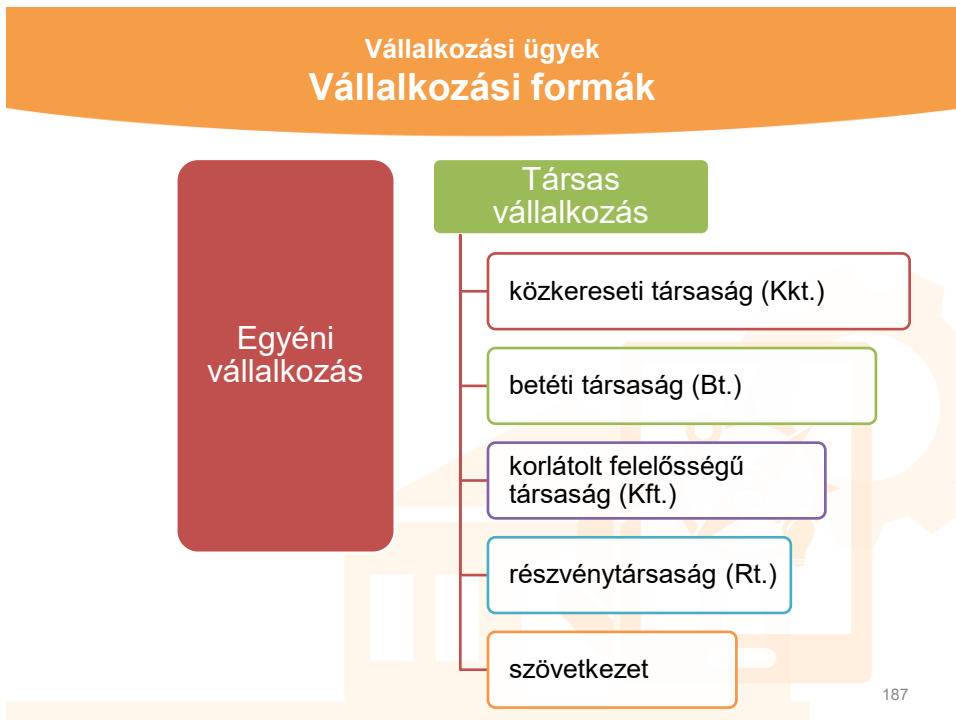 Vállalkozási ügyek
Vállalkozási formák
Egyéni
vállalkozás
Társas
vállalkozás
közkereseti társaság (Kkt.)
betéti társaság (Bt.)
korlátolt felelősségű
társaság (Kft.)
részvénytársaság (Rt.)
szövetkezet
187